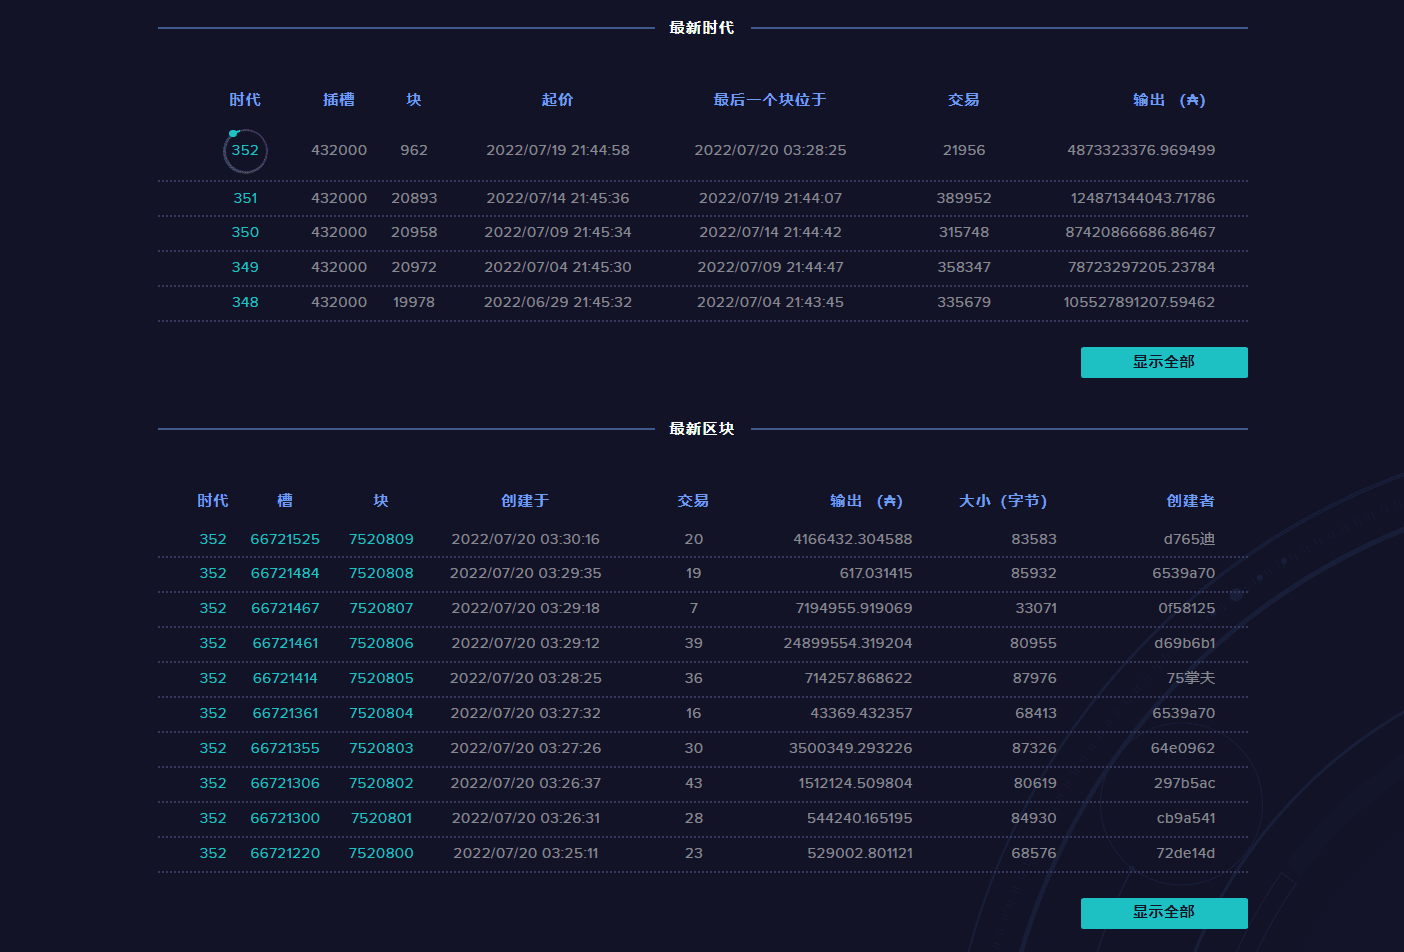 最新时代
时代 插槽 块 起价 最后一个块位于 交易 输出 (₳)
352 432000 962 2022/07/19 21:44:58 2022/07/20 03:28:25 21956 4873323376.969499
351 432000 20893 2022/07/14 21:45:36 2022/07/19 21:44:07 389952 124871344043.71786
350 432000 20958 2022/07/09 21:45:34 2022/07/14 21:44:42 315748 87420866686.86467
349 432000 20972 2022/07/04 21:45:30 2022/07/09 21:44:47 358347 78723297205.23784
348 432000 19978 2022/06/29 21:45:32 2022/07/04 21:43:45 335679 105527891207.59462
显示全部
最新区块
时代 槽 块 创建于 交易 输出 (₳) 大小（字节） 创建者
352 66721525 7520809 2022/07/20 03:30:16 20 4166432.304588 83583 d765迪
352 66721484 7520808 2022/07/20 03:29:35 19 617.031415 85932 6539a70
352 66721467 7520807 2022/07/20 03:29:18 7 7194955.919069 33071 0f58125
352 66721461 7520806 2022/07/20 03:29:12 39 24899554.319204 80955 d69b6b1
352 66721414 7520805 2022/07/20 03:28:25 36 714257.868622 87976 75掌夫
352 66721361 7520804 2022/07/20 03:27:32 16 43369.432357 68413 6539a70
352 66721355 7520803 2022/07/20 03:27:26 30 3500349.293226 87326 64e0962
352 66721306 7520802 2022/07/20 03:26:37 43 1512124.509804 80619 297b5ac
352 66721300 7520801 2022/07/20 03:26:31 28 544240.165195 84930 cb9a541
352 66721220 7520800 2022/07/20 03:25:11 23 529002.801121 68576 72de14d
显示全部